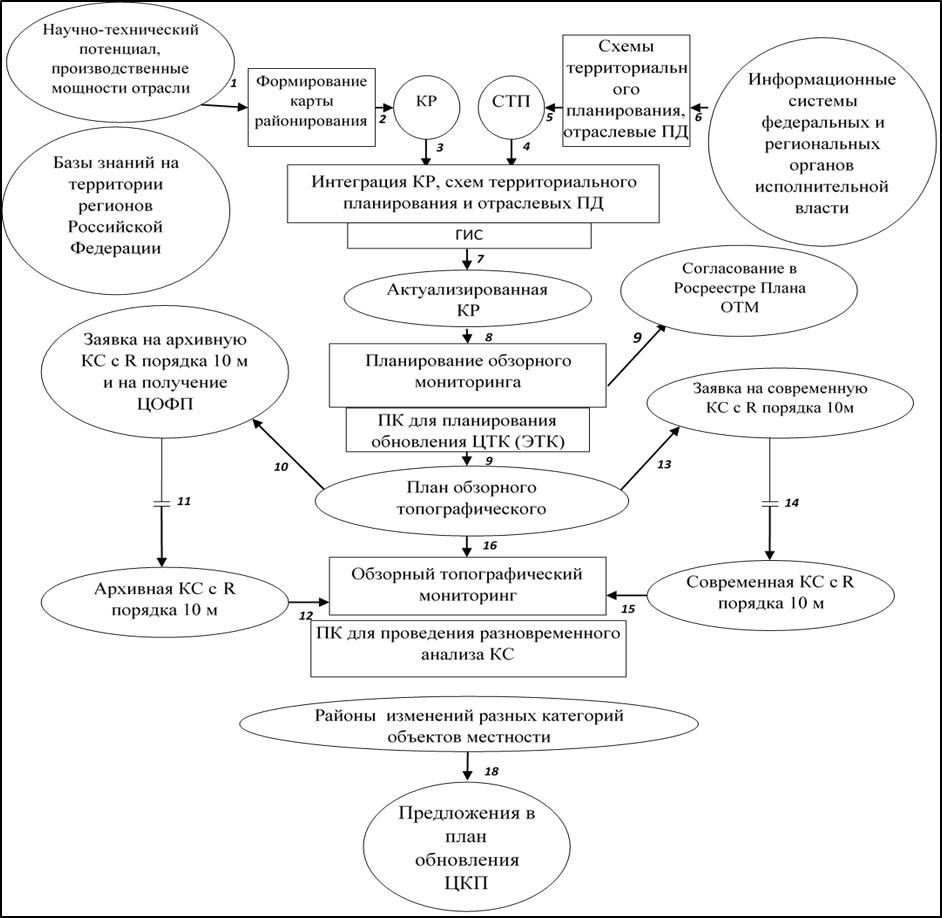 Научно-технический
потенциал,
производственные
мощности отрасли
1
Формирование
карты
районирования
2
КР
СТП
5
Схемы
территориальн
ого
планирования,
отраслевые ПД
6
Информационные
системы
федеральных и
региональных
органов
исполнительной
власти
Базы знаний на
территории
регионов
Российской
Федерации
3
4
Интеграция КР, схем территориального
планирования и отраслевых ПД
ГИС
7
Актуализированная
КР
Согласование в
Росреестре Плана
ОТМ
8
9
Планирование обзорного
мониторинга
ПК для планирования
обновления ЦТК (ЭТК)
Заявка на архивную
КС с R порядка 10 м
и на получение
ЦОФП
Заявка на современную
КС с R порядка 10м
9
10
13
План обзорного
топографического
11
14
16
Обзорный топографический
мониторинг
Архивная КС с R
порядка 10 м
12
15
Современная КС с R
порядка 10 м
ПК для проведения разновременного
анализа КС
Районы изменений разных категорий
объектов местности
18
Предложения в
план
обновления
ЦКП